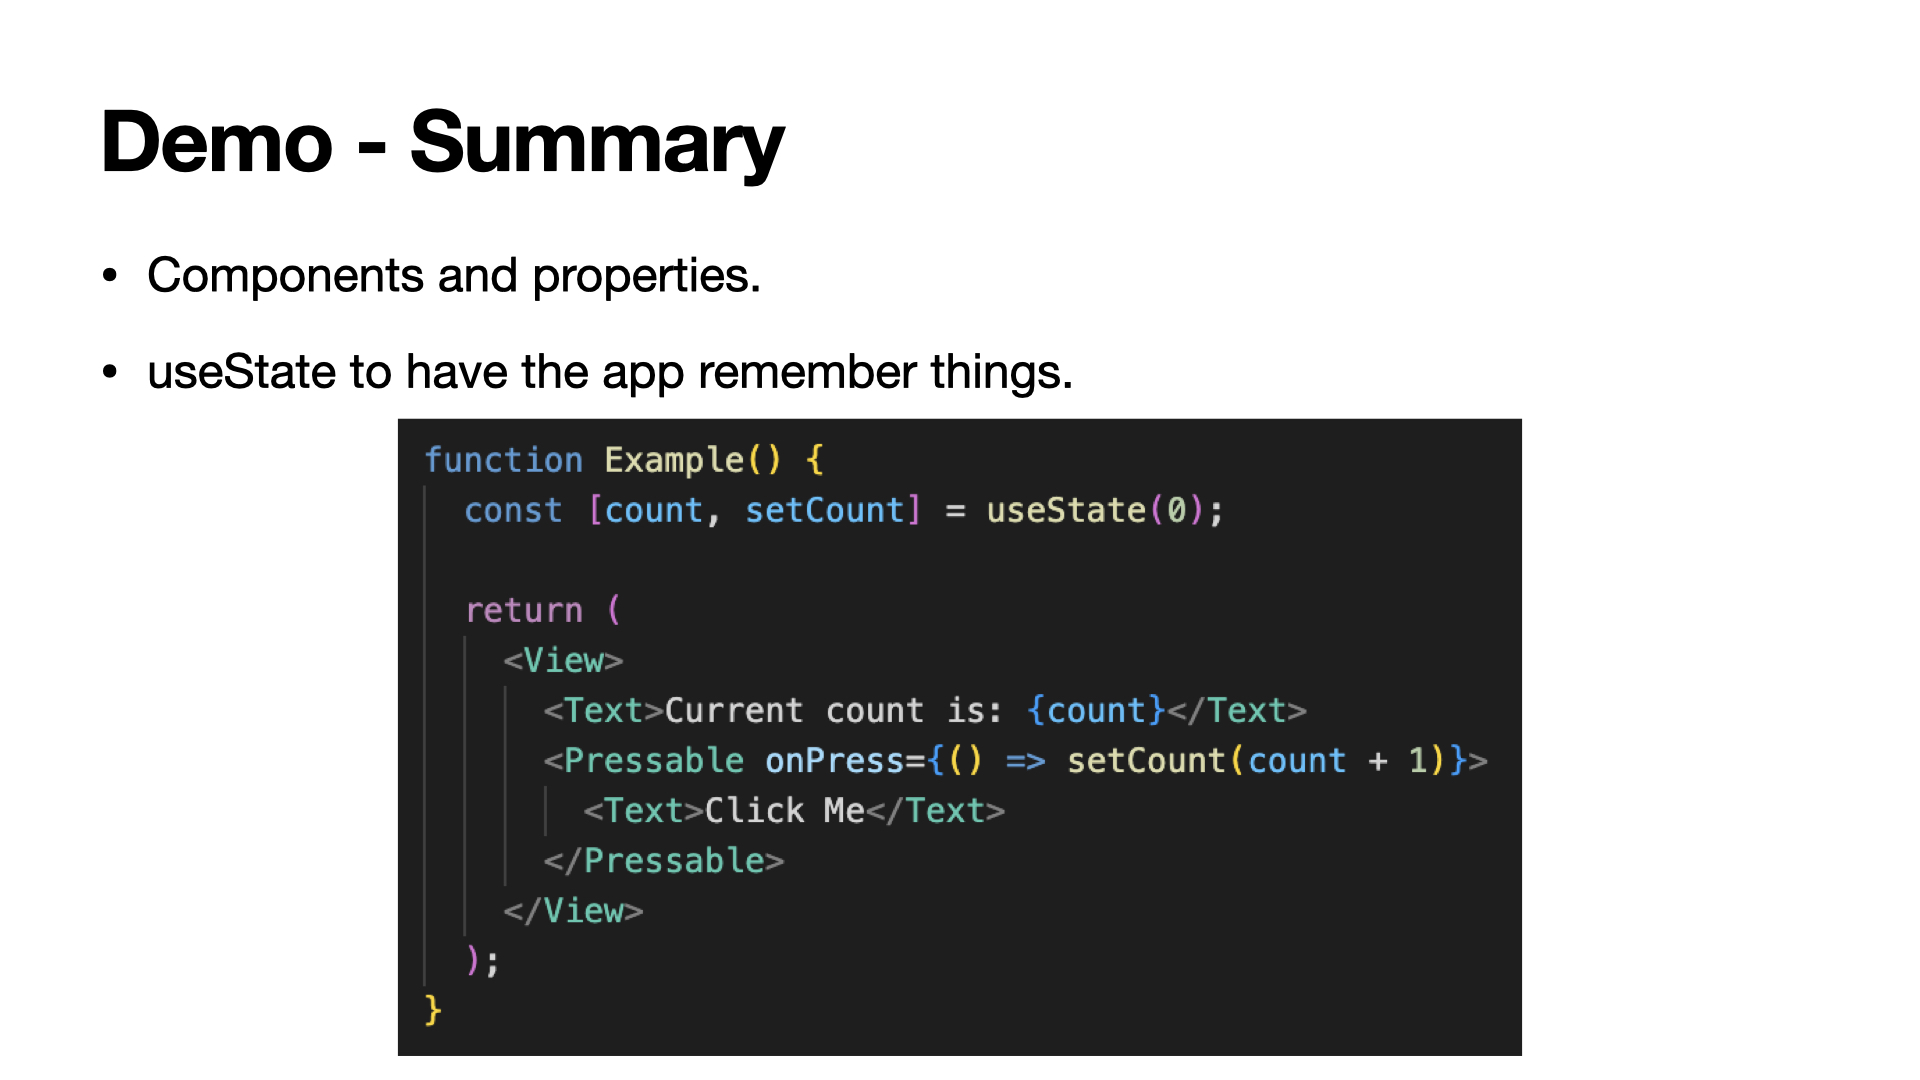 Demo - Summary
• Components and properties.
• useState to have the app remember things.
function Example() {
  const [count, setCount] = useState(0);

  return (
    <View>
      <Text>Current count is: {count}</Text>
      <Pressable onPress={() => setCount(count + 1)}>
        <Text>Click Me</Text>
      </Pressable>
    </View>
  );
}